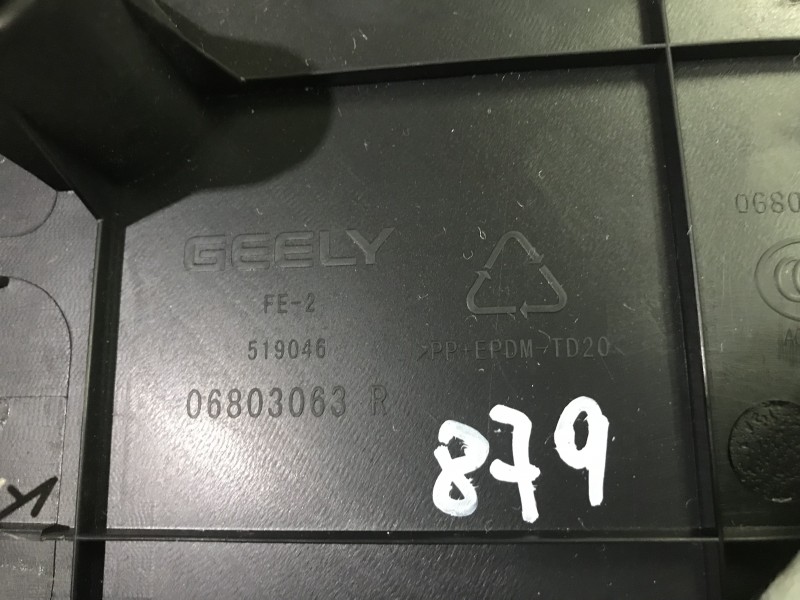 GEELY
FE-2
519046
>PP+EPDM-TD20
06803063 R
879
0680